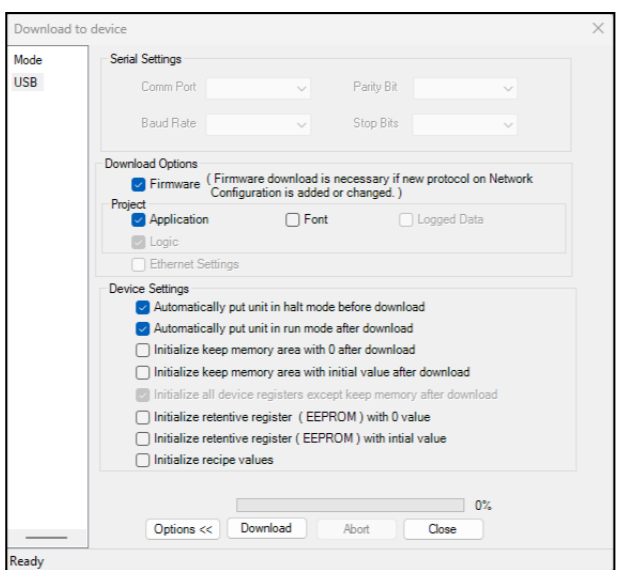 Download to device
Mode
USB
Serial Settings
Comm Port
Parity Bit
Baud Rate
Stop Bits
Download Options
Firmware ( Firmware download is necessary if new protocol on Network
Configuration is added or changed. )
Project
Application
Font
Logged Data
Logic
Ethernet Settings
Device Settings
Automatically put unit in halt mode before download
Automatically put unit in run mode after download
Initialize keep memory area with 0 after download
Initialize keep memory area with initial value after download
Initialize all device registers except keep memory after download
Initialize retentive register ( EEPROM ) with 0 value
Initialize retentive register ( EEPROM ) with intial value
Initialize recipe values
0%
Options <<
Download
Abort
Close
Ready